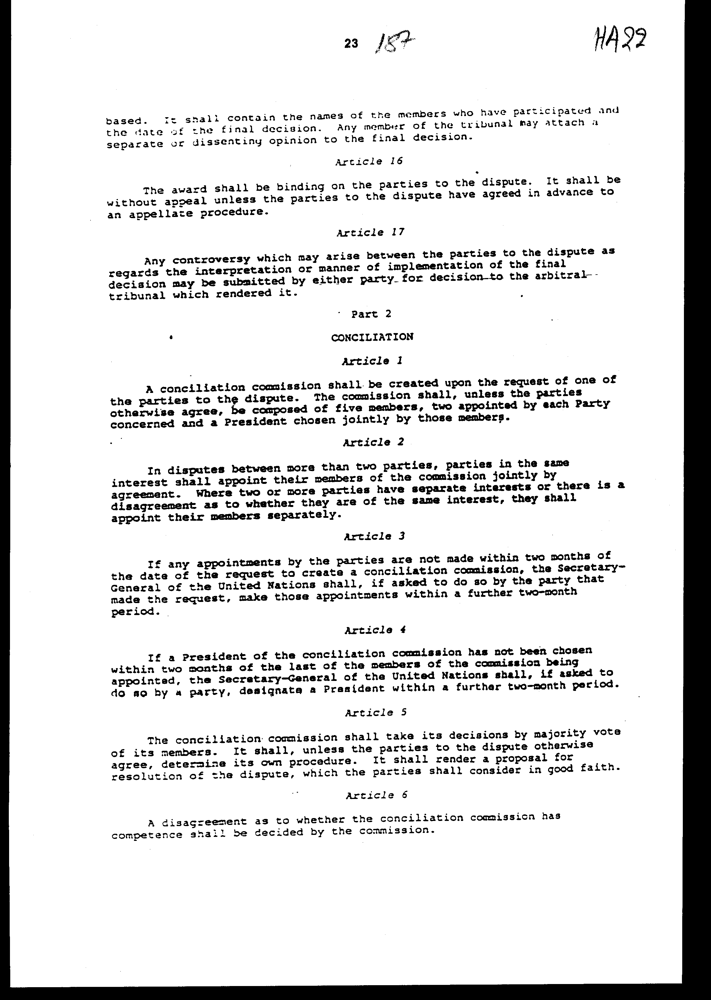 23 187 HA22
based. It shall contain the names of the members who have participated and
the date of the final decision. Any member of the tribunal may attach a
separate or dissenting opinion to the final decision.
Article 16
The award shall be binding on the parties to the dispute. It shall be
without appeal unless the parties to the dispute have agreed in advance to
an appellate procedure.
Article 17
Any controversy which may arise between the parties to the dispute as
regards the interpretation or manner of implementation of the final
decision may be submitted by either party for decision to the arbitral
tribunal which rendered it.
Part 2
CONCILIATION
Article 1
A conciliation commission shall be created upon the request of one of
the parties to the dispute. The commission shall, unless the parties
otherwise agree, be composed of five members, two appointed by each Party
concerned and a President chosen jointly by those members.
Article 2
In disputes between more than two parties, parties in the same
interest shall appoint their members of the commission jointly by
agreement. Where two or more parties have separate interests or there is a
disagreement as to whether they are of the same interest, they shall
appoint their members separately.
Article 3
If any appointments by the parties are not made within two months of
the date of the request to create a conciliation commission, the Secretary-
General of the United Nations shall, if asked to do so by the party that
made the request, make those appointments within a further two-month
period.
Article 4
If a President of the conciliation commission has not been chosen
within two months of the last of the members of the commission being
appointed, the Secretary-General of the United Nations shall, if asked to
do so by a party, designate a President within a further two-month period.
Article 5
The conciliation commission shall take its decisions by majority vote
of its members. It shall, unless the parties to the dispute otherwise
agree, determine its own procedure. It shall render a proposal for
resolution of the dispute, which the parties shall consider in good faith.
Article 6
A disagreement as to whether the conciliation commission has
competence shall be decided by the commission.